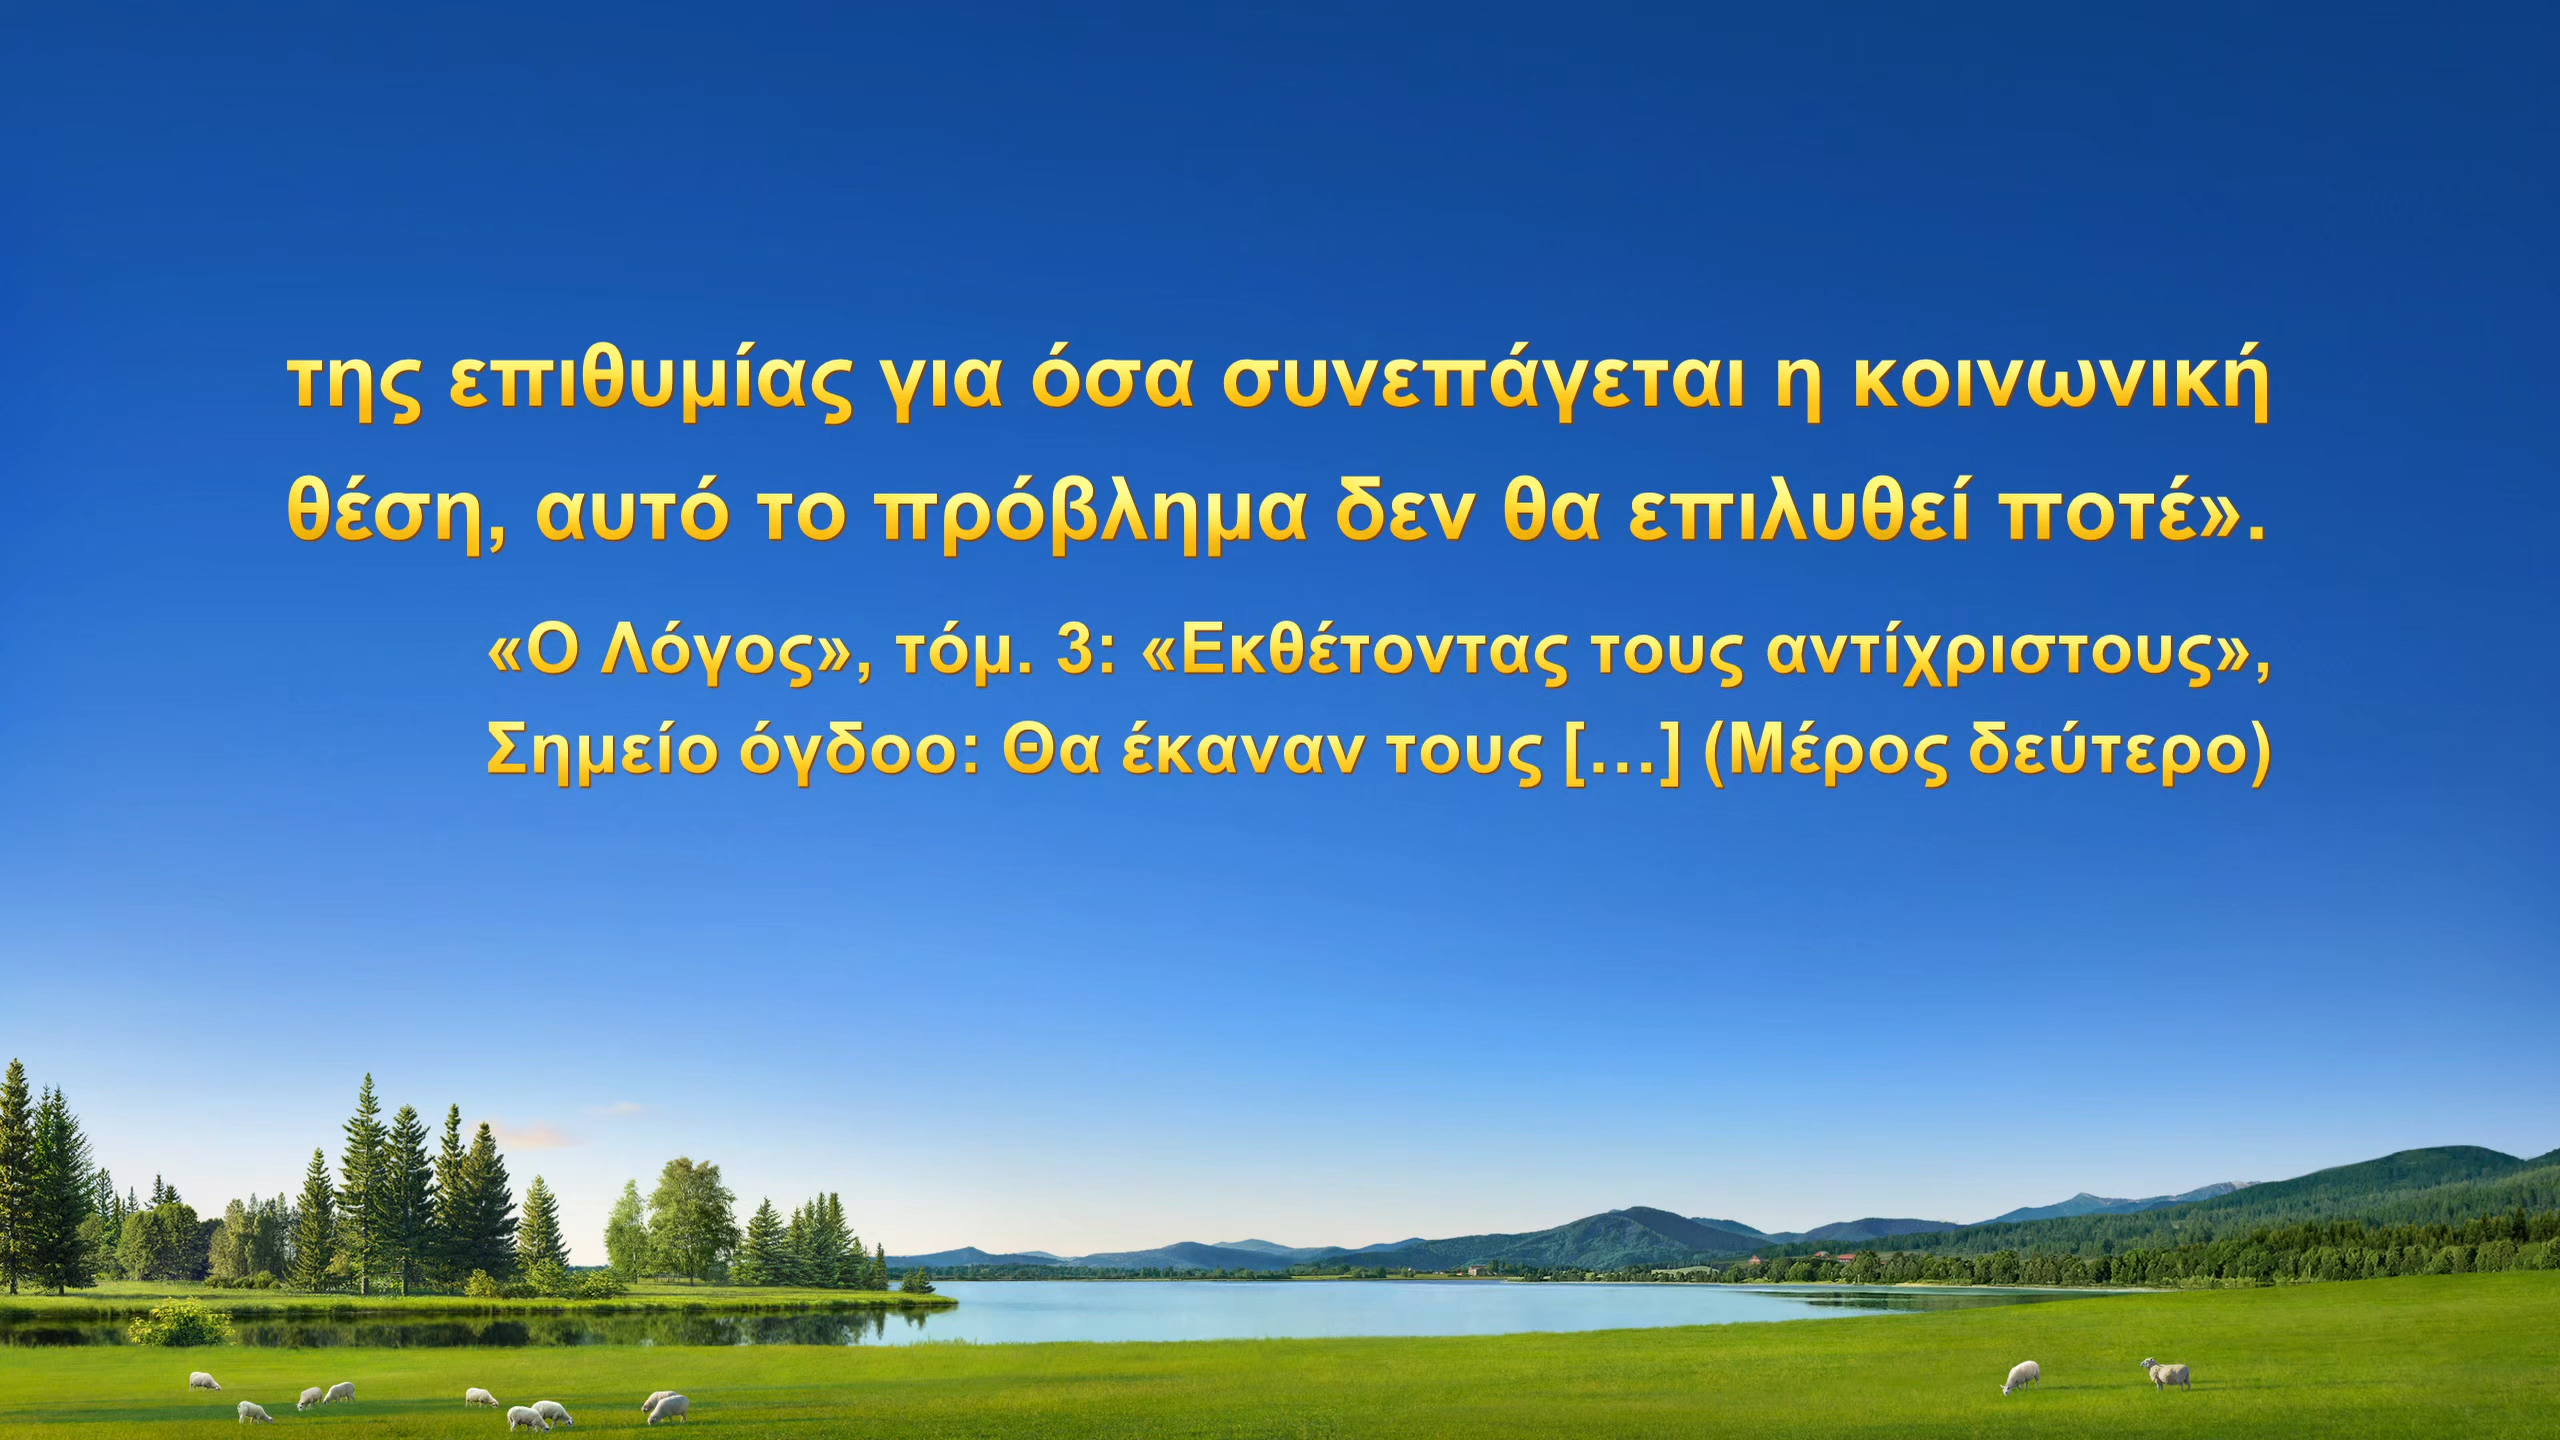 της επιθυμίας για όσα συνεπάγεται η κοινωνική
θέση, αυτό το πρόβλημα δεν θα επιλυθεί ποτέ».
«Ο Λόγος», τόμ. 3: «Εκθέτοντας τους αντίχριστους»,
Σημείο όγδοο: Θα έκαναν τους […] (Μέρος δεύτερο)